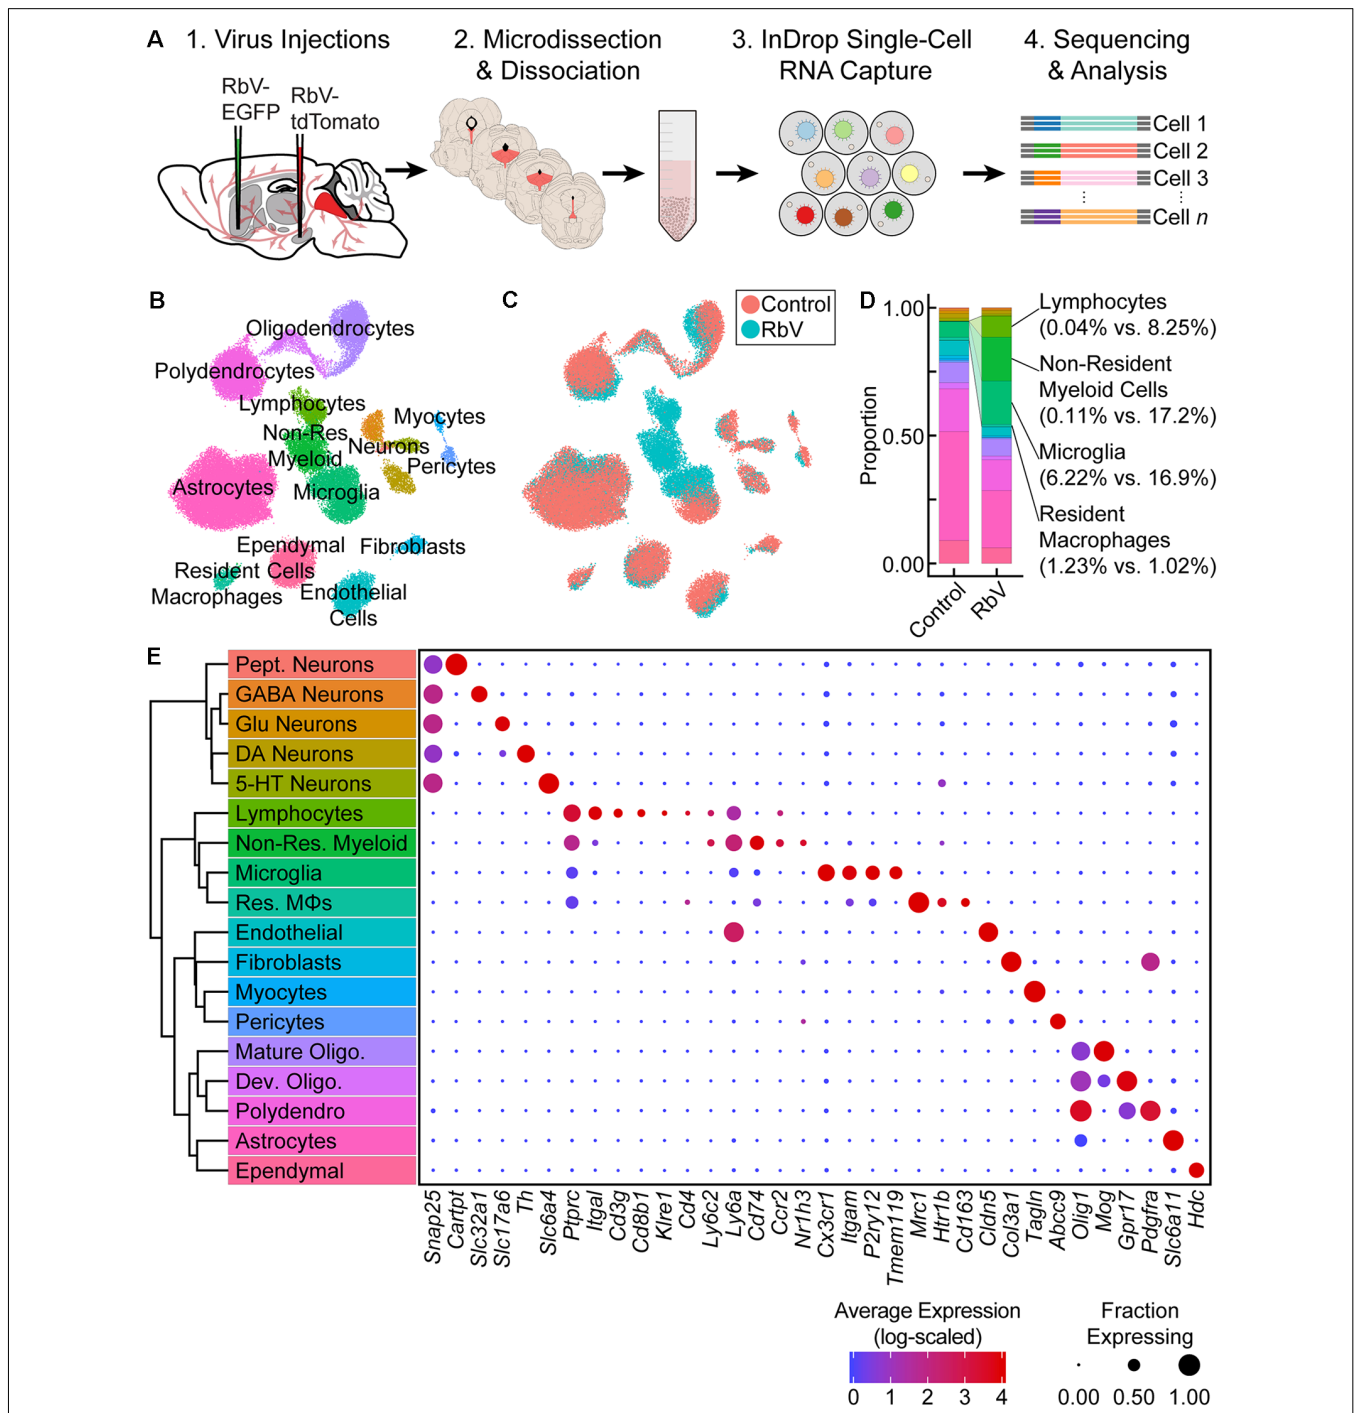 A
1. Virus Injections
2. Microdissection
& Dissociation
3. InDrop Single-Cell
RNA Capture
4. Sequencing
& Analysis
RbV-
EGFP
RbV-
tdTomato
Cell 1
Cell 2
Cell 3
Cell n
B
Oligodendrocytes
Polydendrocytes
Lymphocytes
Myocytes
Non-Res
Myeloid
Neurons
Pericytes
Astrocytes
Microglia
Ependymal
Cells
Fibroblasts
Resident
Macrophages
Endothelial
Cells
C
Control
RbV
D
Proportion
1.00
0.50
0.00
Control
RbV
Lymphocytes
(0.04% vs. 8.25%)
Non-Resident
Myeloid Cells
(0.11% vs. 17.2%)
Microglia
(6.22% vs. 16.9%)
Resident
Macrophages
(1.23% vs. 1.02%)
E
Pept. Neurons
GABA Neurons
Glu Neurons
DA Neurons
5-HT Neurons
Lymphocytes
Non-Res. Myeloid
Microglia
Res. MΦs
Endothelial
Fibroblasts
Myocytes
Pericytes
Mature Oligo.
Dev. Oligo.
Polydendro
Astrocytes
Ependymal
Snap25
Cartpt
Slc32a1
Slc17a6
Th
Slc6a4
Ptprc
Itgal
Cd3g
Cd8b1
Klre1
Cd4
Ly6c2
Ly6a
Cd74
Ccr2
Nr1h3
Cx3cr1
Itgam
P2ry12
Tmem119
Mrc1
Htr1b
Cd163
Cldn5
Col3a1
Tagln
Abcc9
Olig1
Mog
Gpr17
Pdgfra
Slc6a11
Hdc
Average Expression
(log-scaled)
0 1 2 3 4
Fraction
Expressing
0.00 0.50 1.00